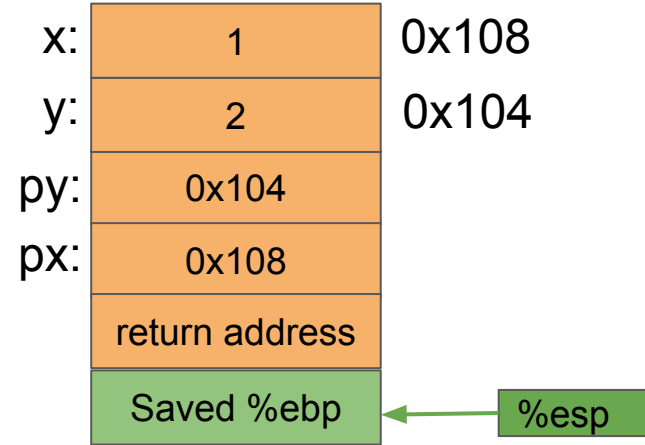 x: 1 0x108
y: 2 0x104
py: 0x104
px: 0x108
return address
Saved %ebp %esp